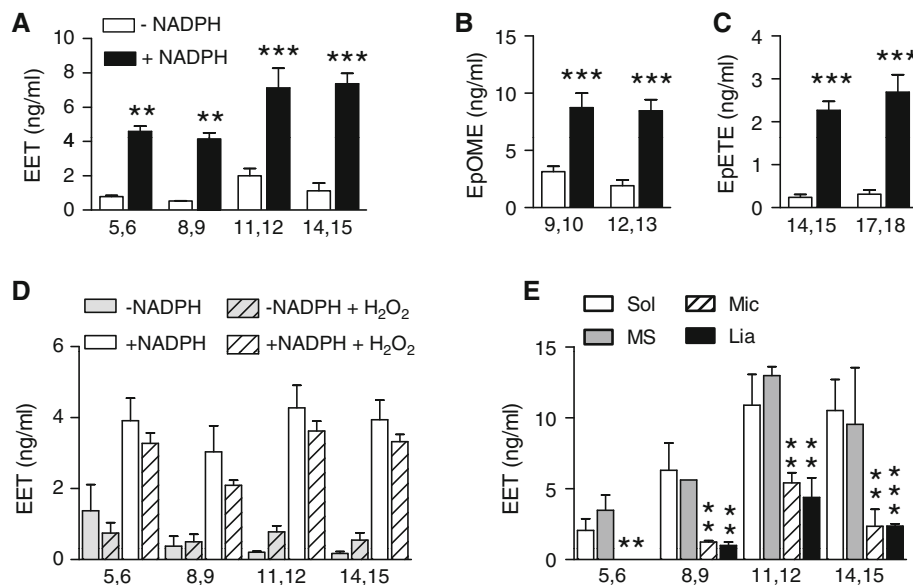 A
- NADPH
+ NADPH
EET (ng/ml)
10
8
6
4
2
0
**
**
***
***
5,6
8,9
11,12
14,15
B
EpOME (ng/ml)
15
10
5
0
***
***
9,10
12,13
C
EpETE (ng/ml)
4
3
2
1
0
***
***
14,15
17,18
D
-NADPH
-NADPH + H₂O₂
+NADPH
+NADPH + H₂O₂
EET (ng/ml)
6
4
2
0
5,6
8,9
11,12
14,15
E
Sol
Mic
MS
Lia
EET (ng/ml)
15
10
5
0
**
**
**
**
**
**
***
5,6
8,9
11,12
14,15